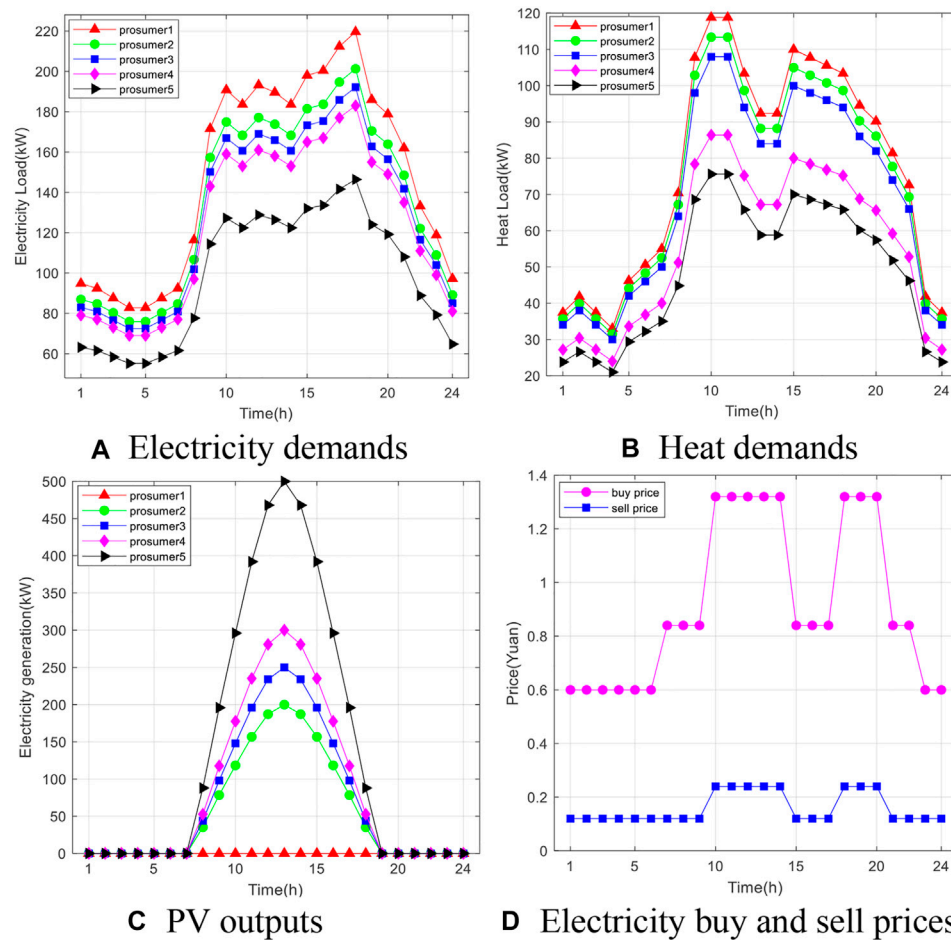 220
200
180
160
140
120
100
80
60
Electricity Load(kW)
prosumer1
prosumer2
prosumer3
prosumer4
prosumer5
1 5 10 15 20 24
Time(h)
A Electricity demands
120
110
100
90
80
70
60
50
40
30
20
Heat Load(kW)
prosumer1
prosumer2
prosumer3
prosumer4
prosumer5
1 5 10 15 20 24
Time(h)
B Heat demands
500
450
400
350
300
250
200
150
100
50
0
Electricity generation(kW)
prosumer1
prosumer2
prosumer3
prosumer4
prosumer5
1 5 10 15 20 24
Time(h)
C PV outputs
1.4
1.2
1
0.8
0.6
0.4
0.2
0
Price(Yuan)
buy price
sell price
1 5 10 15 20 24
Time(h)
D Electricity buy and sell prices